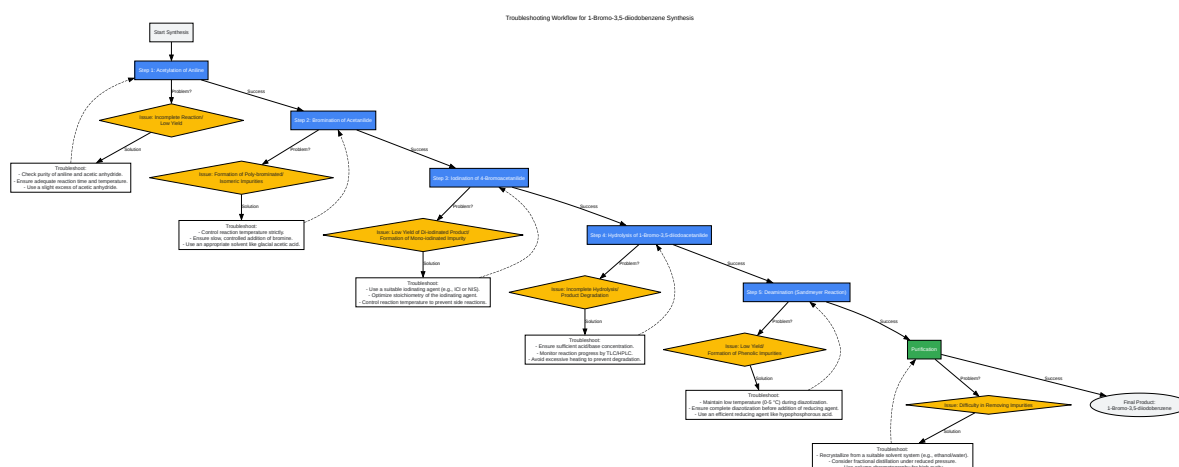 Troubleshooting Workflow for 1-Bromo-3,5-diiodobenzene Synthesis
Start Synthesis
Step 1: Acetylation of Aniline
Problem?
Success
Issue: Incomplete Reaction/
Low Yield
Solution
Troubleshoot:
- Check purity of aniline and acetic anhydride.
- Ensure adequate reaction time and temperature.
- Use a slight excess of acetic anhydride.
Step 2: Bromination of Acetanilide
Problem?
Success
Issue: Formation of Poly-brominated/
Isomeric Impurities
Solution
Troubleshoot:
- Control reaction temperature strictly.
- Ensure slow, controlled addition of bromine.
- Use an appropriate solvent like glacial acetic acid.
Step 3: Iodination of 4-Bromoacetanilide
Problem?
Success
Issue: Low Yield of Di-iodinated Product/
Formation of Mono-iodinated Impurity
Solution
Troubleshoot:
- Use a suitable iodinating agent (e.g., ICl or NIS).
- Optimize stoichiometry of the iodinating agent.
- Control reaction temperature to prevent side reactions.
Step 4: Hydrolysis of 1-Bromo-3,5-diiodoacetanilide
Problem?
Success
Issue: Incomplete Hydrolysis/
Product Degradation
Solution
Troubleshoot:
- Ensure sufficient acid/base concentration.
- Monitor reaction progress by TLC/HPLC.
- Avoid excessive heating to prevent degradation.
Step 5: Deamination (Sandmeyer Reaction)
Problem?
Success
Issue: Low Yield/
Formation of Phenolic Impurities
Solution
Troubleshoot:
- Maintain low temperature (0-5 °C) during diazotization.
- Ensure complete diazotization before addition of reducing agent.
- Use an efficient reducing agent like hypophosphorous acid.
Purification
Problem?
Success
Issue: Difficulty in Removing Impurities
Solution
Final Product:
1-Bromo-3,5-diiodobenzene
Troubleshoot:
- Recrystallize from a suitable solvent system (e.g., ethanol/water).
- Consider fractional distillation under reduced pressure.